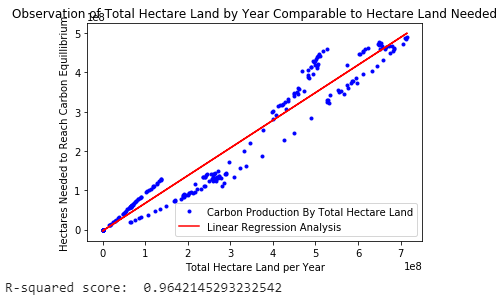 Observation of Total Hectare Land by Year Comparable to Hectare Land Needed
1e8
5
4
3
2
1
0
Hectares Needed to Reach Carbon Equilibrium
Carbon Production By Total Hectare Land
Linear Regression Analysis
0 1 2 3 4 5 6 7
Total Hectare Land per Year
1e8
R-squared score: 0.9642145293232542